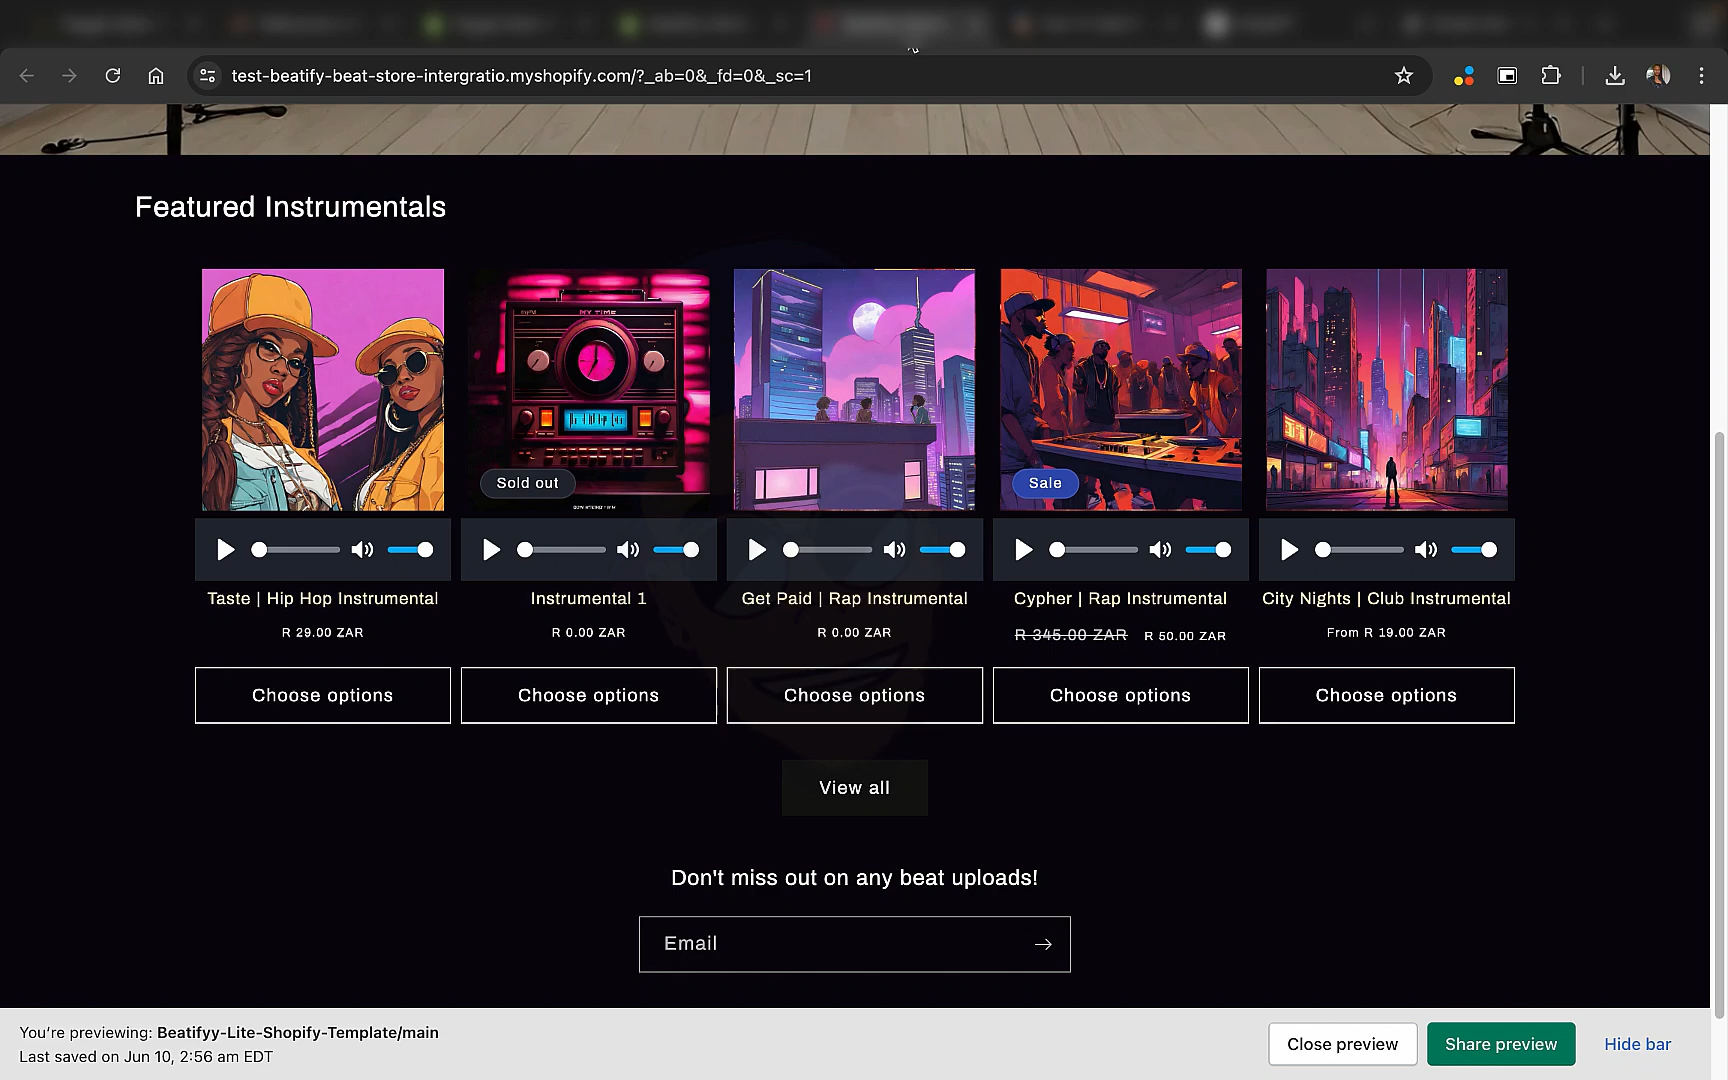 test-beatify-beat-store-intergratio.myshopify.com/?_ab=0&_fd=0&_sc=1
Featured Instrumentals
MY TIME
Sold out
Sale
Taste | Hip Hop Instrumental
Instrumental 1
Get Paid | Rap Instrumental
Cypher | Rap Instrumental
City Nights | Club Instrumental
R 29.00 ZAR
R 0.00 ZAR
R 0.00 ZAR
R 345.00 ZAR R 50.00 ZAR
From R 19.00 ZAR
Choose options
Choose options
Choose options
Choose options
Choose options
View all
Don't miss out on any beat uploads!
Email
You’re previewing: Beatifyy-Lite-Shopify-Template/main
Last saved on Jun 10, 2:56 am EDT
Close preview
Share preview
Hide bar